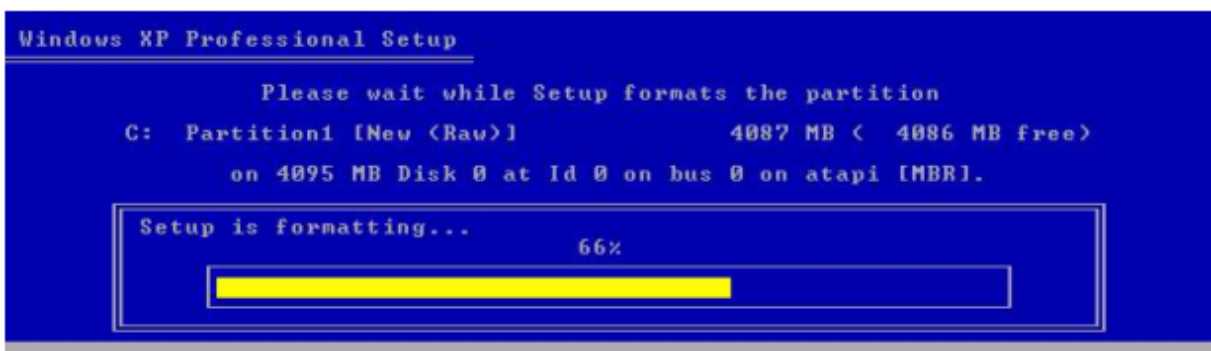 Windows XP Professional Setup
Please wait while Setup formats the partition
C: Partition1 [New (Raw)] 4087 MB ( 4086 MB free)
on 4095 MB Disk 0 at Id 0 on bus 0 on atapi [MBR].
Setup is formatting...
66%